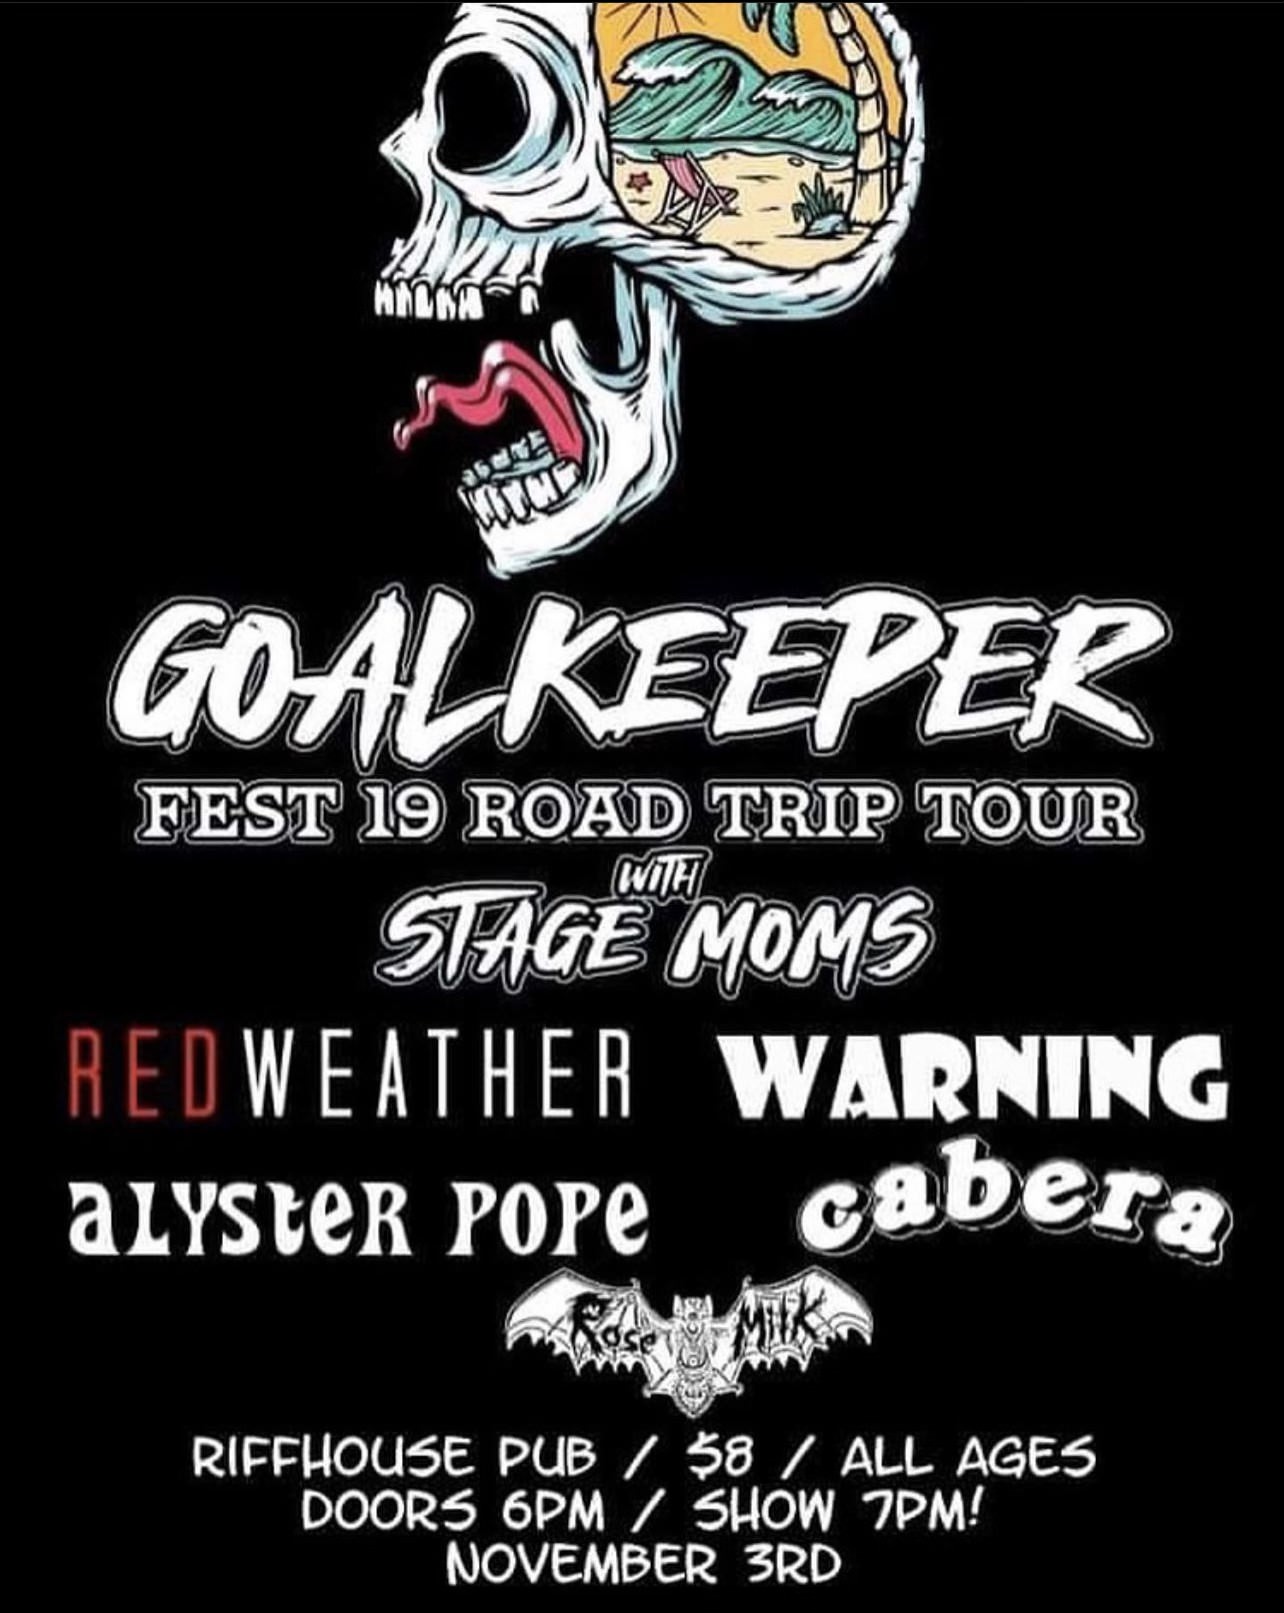 GOALKEEPER
FEST 19 ROAD TRIP TOUR
WITH
STAGE MOMS
RED WEATHER
WARNING
aLYSteR POPe
cabera
Rose Milk
RIFFHOUSE PUB / $8 / ALL AGES
DOORS 6PM / SHOW 7PM!
NOVEMBER 3RD